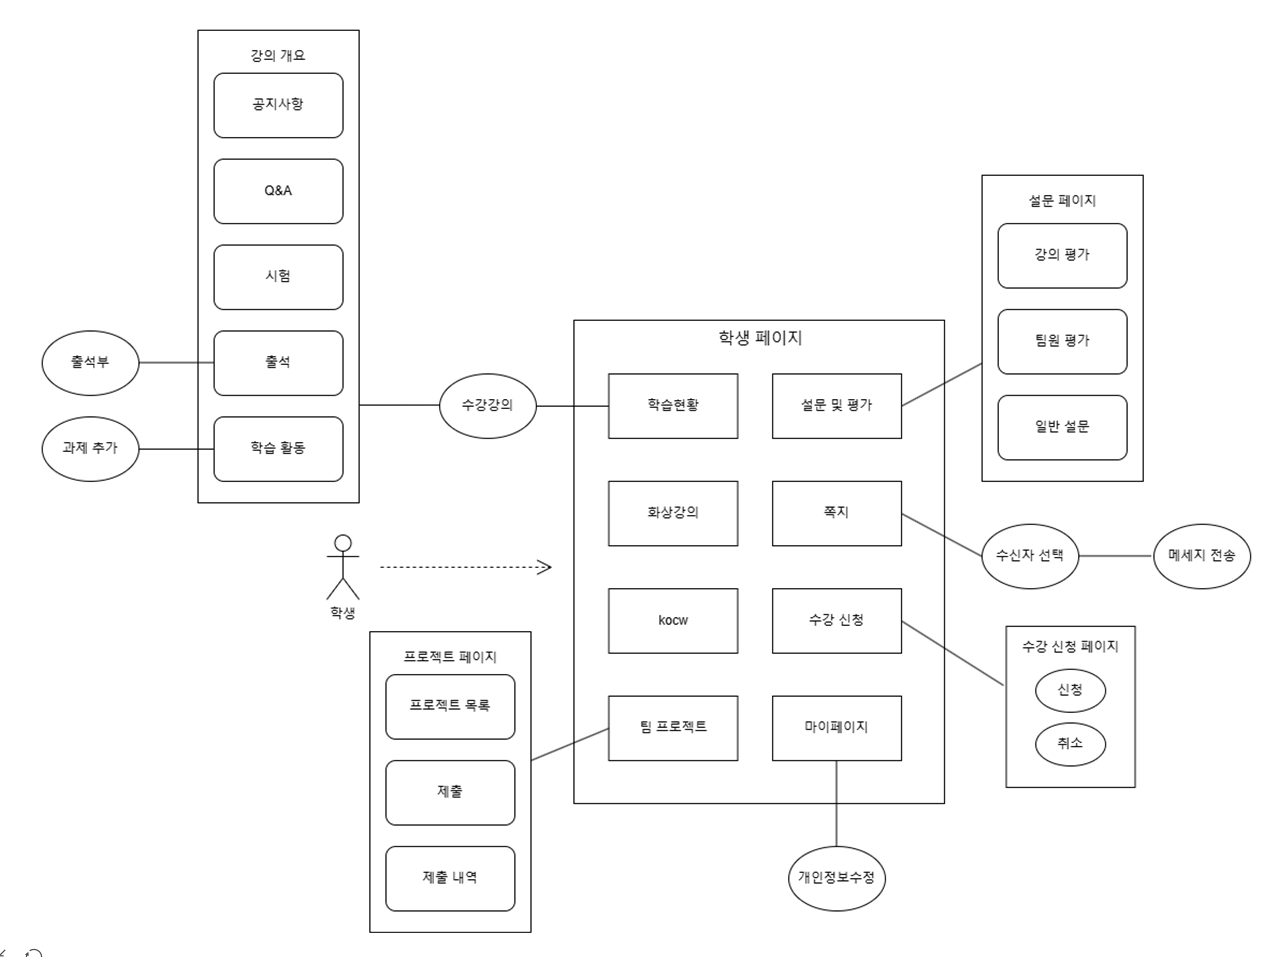 강의 개요
공지사항
Q&A
시험
출석
학습 활동
출석부
과제 추가
수강강의
학생
학생 페이지
학습현황
설문 및 평가
화상강의
쪽지
kocw
수강 신청
팀 프로젝트
마이페이지
설문 페이지
강의 평가
팀원 평가
일반 설문
수신자 선택
메세지 전송
수강 신청 페이지
신청
취소
프로젝트 페이지
프로젝트 목록
제출
제출 내역
개인정보수정